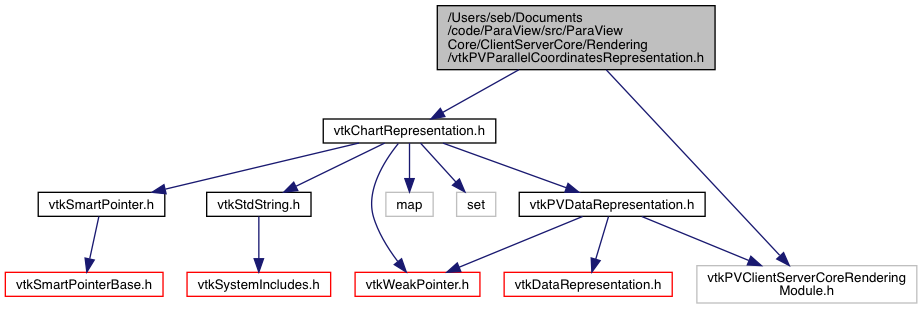 /Users/seb/Documents
/code/ParaView/src/ParaView
Core/ClientServerCore/Rendering
/vtkPVParallelCoordinatesRepresentation.h
vtkChartRepresentation.h
vtkSmartPointer.h
vtkStdString.h
map
set
vtkPVDataRepresentation.h
vtkSmartPointerBase.h
vtkSystemIncludes.h
vtkWeakPointer.h
vtkDataRepresentation.h
vtkPVClientServerCoreRendering
Module.h